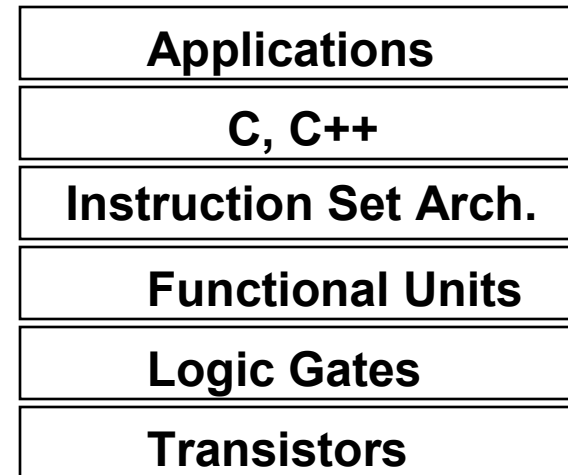 Applications
C, C++
Instruction Set Arch.
Functional Units
Logic Gates
Transistors